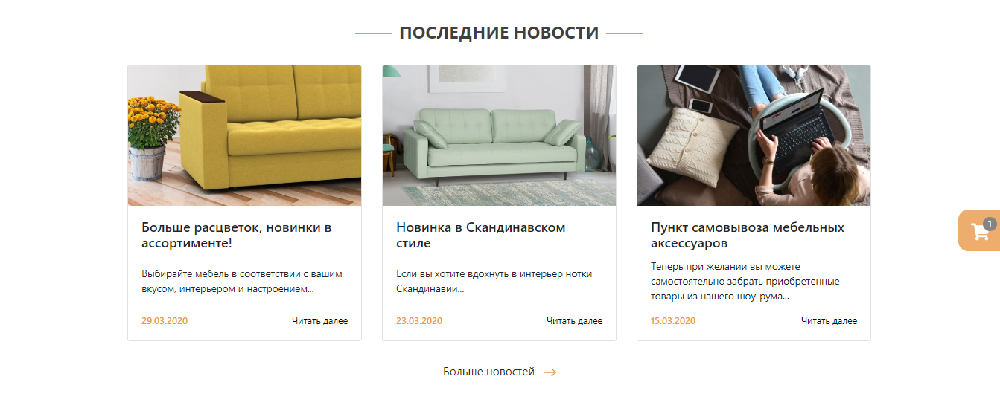 ПОСЛЕДНИЕ НОВОСТИ
Больше расцветок, новинки в
ассортименте!
Выбирайте мебель в соответствии с вашим
вкусом, интерьером и настроением...
29.03.2020 Читать далее
Новинка в Скандинавском
стиле
Если вы хотите вдохнуть в интерьер нотки
Скандинавии...
23.03.2020 Читать далее
Пункт самовывоза мебельных
аксессуаров
Теперь при желании вы можете
самостоятельно забрать приобретенные
товары из нашего шоу-рума...
15.03.2020 Читать далее
1
Больше новостей